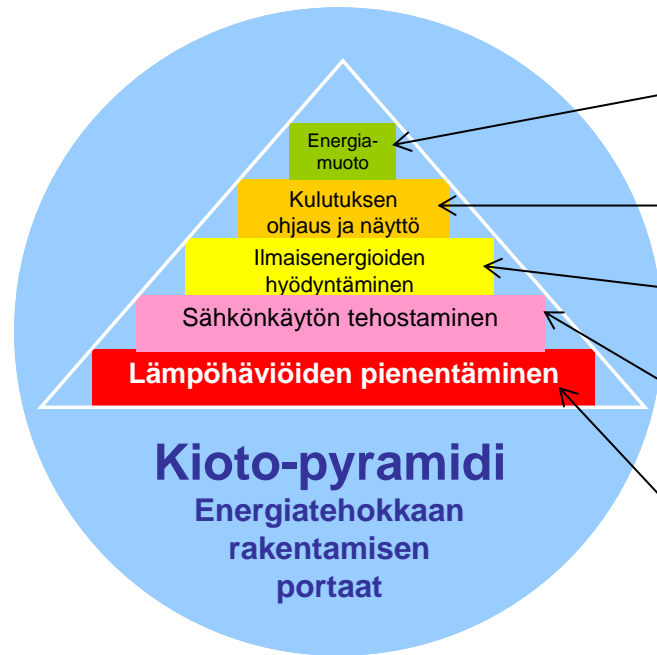 Energia-
muoto
Kulutuksen
ohjaus ja näyttö
Ilmaisenergioiden
hyödyntäminen
Sähkönkäytön tehostaminen
Lämpöhäviöiden pienentäminen
Kioto-pyramidi
Energiatehokkaan
rakentamisen
portaat